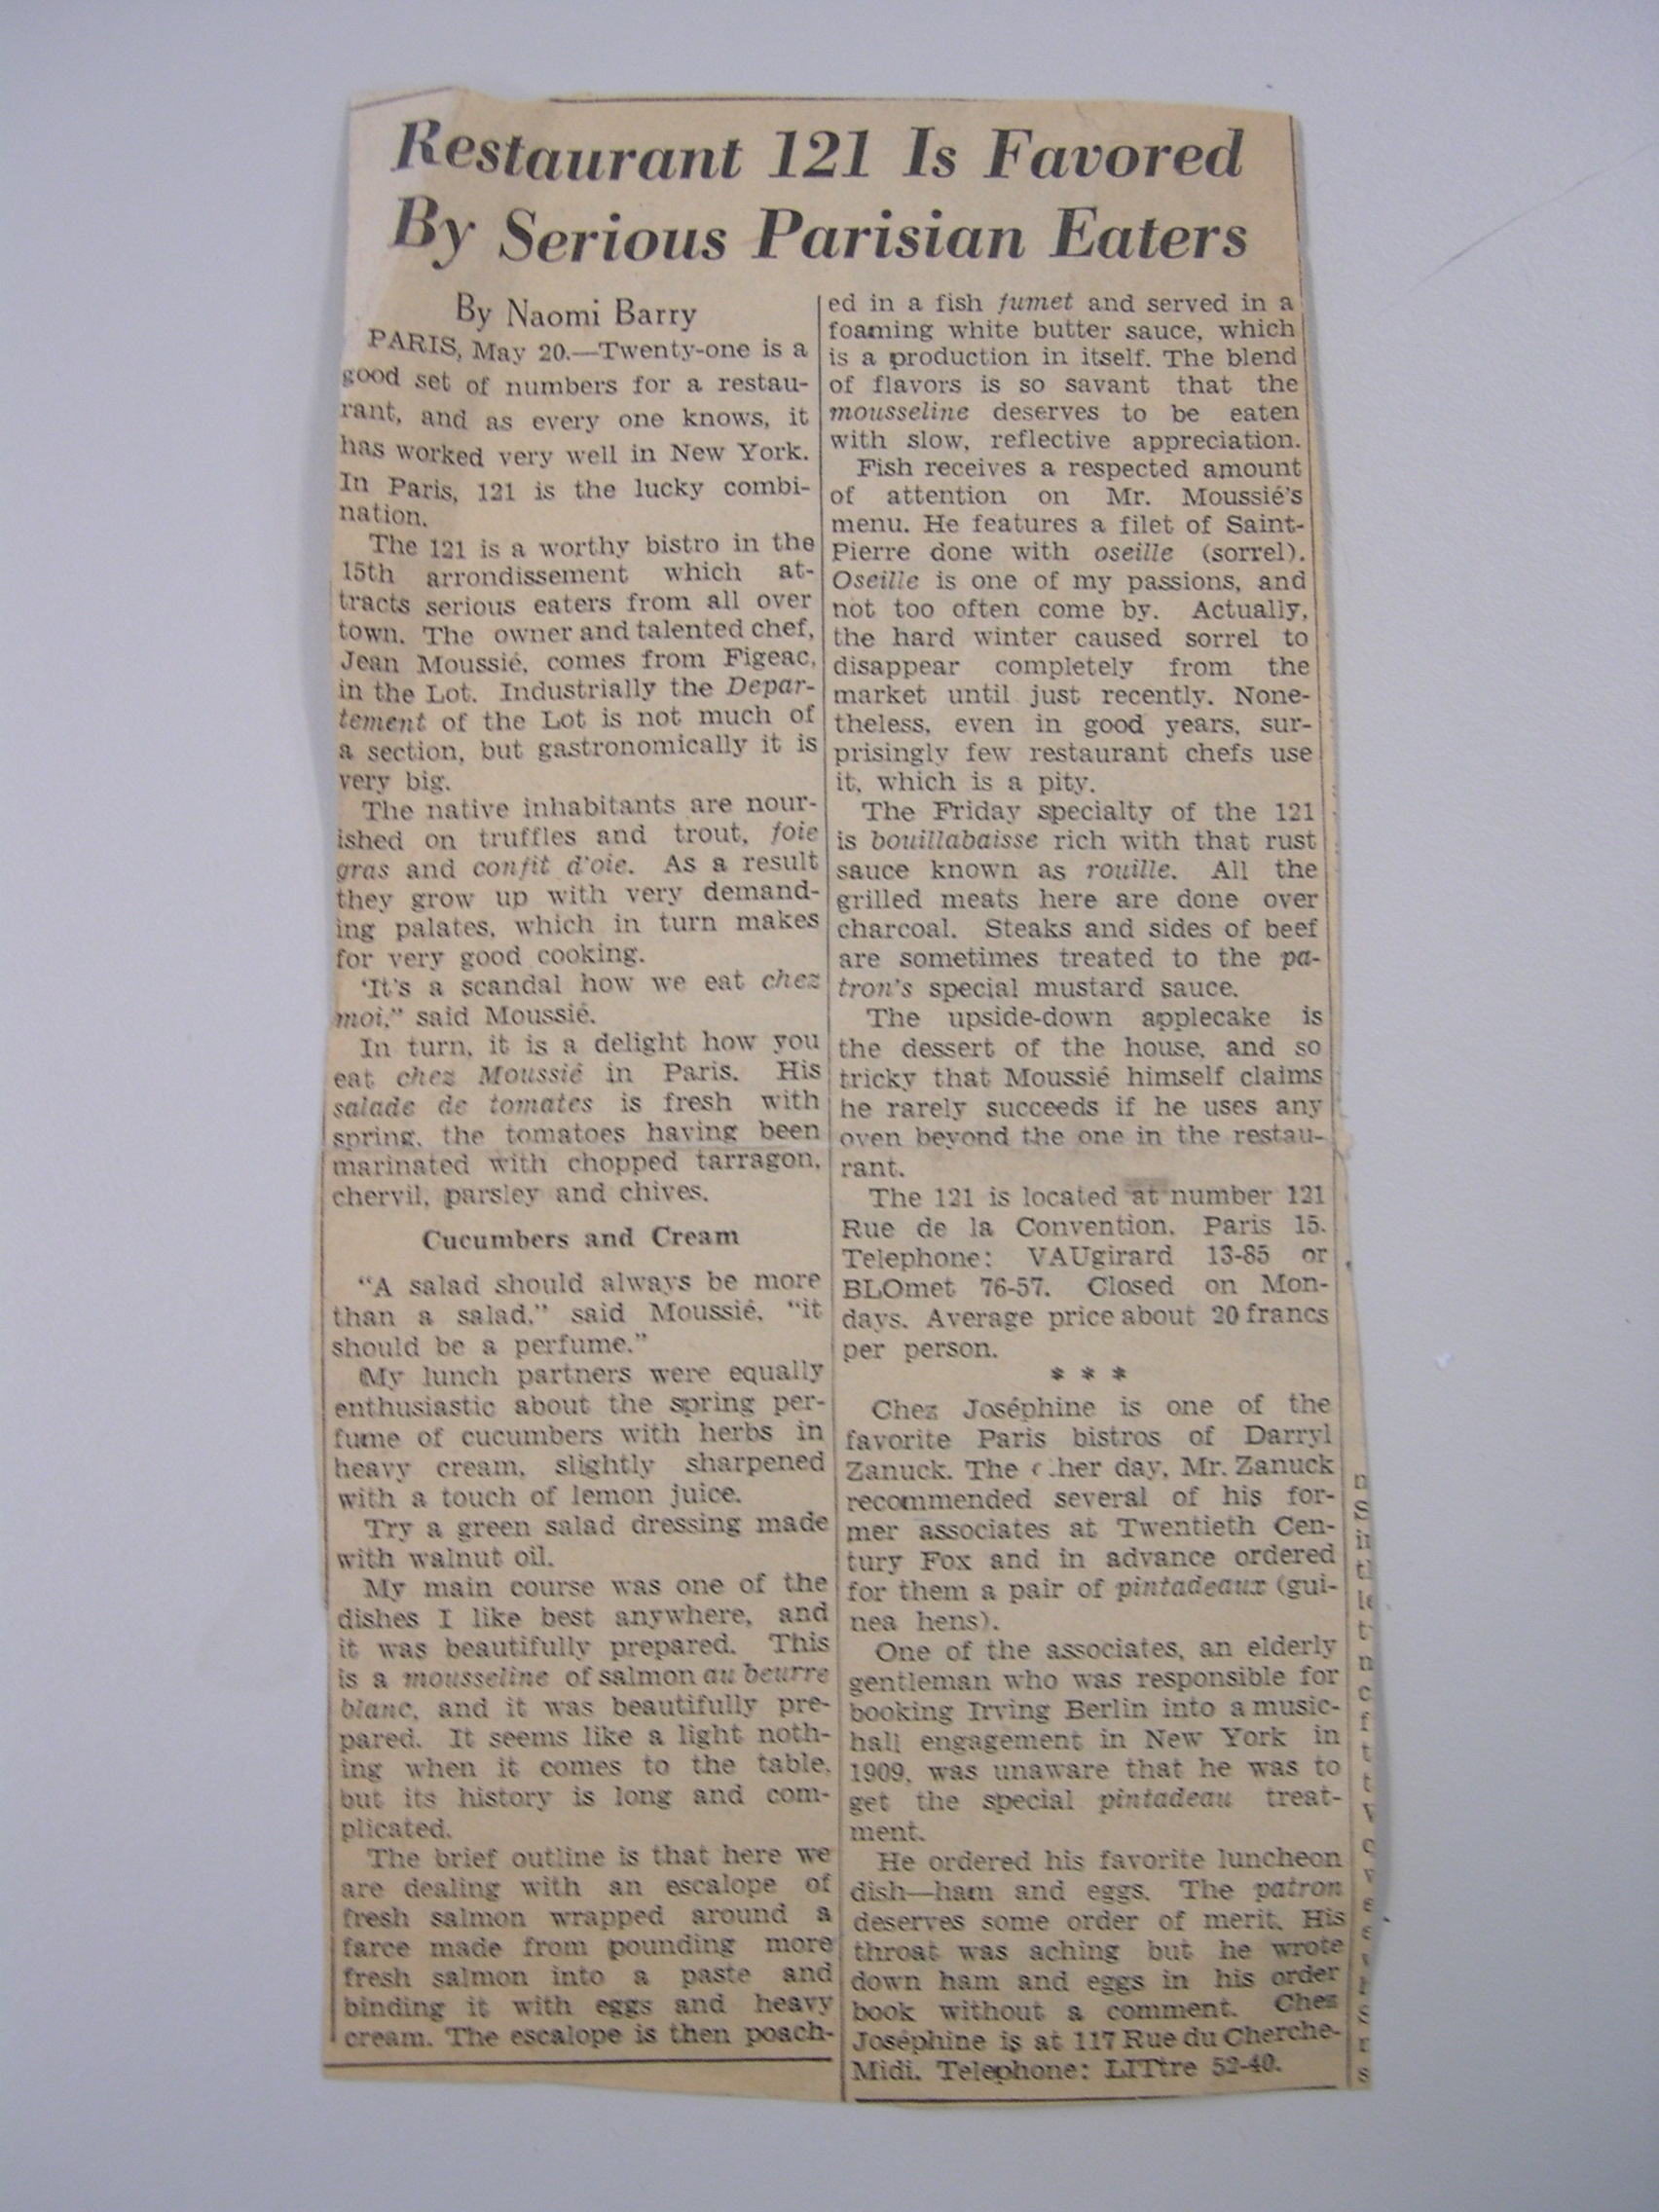 Restaurant 121 Is Favored
By Serious Parisian Eaters
By Naomi Barry
PARIS, May 20.—Twenty-one is a
good set of numbers for a restau-
rant, and as every one knows, it
has worked very well in New York.
In Paris, 121 is the lucky combi-
nation.
The 121 is a worthy bistro in the
15th arrondissement which at-
tracts serious eaters from all over
town. The owner and talented chef,
Jean Moussié, comes from Figeac,
in the Lot. Industrially the Depar-
tement of the Lot is not much of
a section, but gastronomically it is
very big.
The native inhabitants are nour-
ished on truffles and trout, foie
gras and confit d'oie. As a result
they grow up with very demand-
ing palates, which in turn makes
for very good cooking.
'It's a scandal how we eat chez
moi," said Moussié.
In turn, it is a delight how you
eat chez Moussié in Paris. His
salade de tomates is fresh with
spring, the tomatoes having been
marinated with chopped tarragon,
chervil, parsley and chives.
Cucumbers and Cream
"A salad should always be more
than a salad," said Moussié, "it
should be a perfume."
My lunch partners were equally
enthusiastic about the spring per-
fume of cucumbers with herbs in
heavy cream, slightly sharpened
with a touch of lemon juice.
Try a green salad dressing made
with walnut oil.
My main course was one of the
dishes I like best anywhere, and
it was beautifully prepared. This
is a mousseline of salmon au beurre
blanc, and it was beautifully pre-
pared. It seems like a light noth-
ing when it comes to the table,
but its history is long and com-
plicated.
The brief outline is that here we
are dealing with an escalope of
fresh salmon wrapped around a
farce made from pounding more
fresh salmon into a paste and
binding it with eggs and heavy
cream. The escalope is then poach-
ed in a fish fumet and served in a
foaming white butter sauce, which
is a production in itself. The blend
of flavors is so savant that the
mousseline deserves to be eaten
with slow, reflective appreciation.
Fish receives a respected amount
of attention on Mr. Moussié's
menu. He features a filet of Saint-
Pierre done with oseille (sorrel).
Oseille is one of my passions, and
not too often come by. Actually,
the hard winter caused sorrel to
disappear completely from the
market until just recently. None-
theless, even in good years, sur-
prisingly few restaurant chefs use
it, which is a pity.
The Friday specialty of the 121
is bouillabaisse rich with that rust
sauce known as rouille. All the
grilled meats here are done over
charcoal. Steaks and sides of beef
are sometimes treated to the pa-
tron's special mustard sauce.
The upside-down applecake is
the dessert of the house, and so
tricky that Moussié himself claims
he rarely succeeds if he uses any
oven beyond the one in the restau-
rant.
The 121 is located at number 121
Rue de la Convention, Paris 15.
Telephone: VAUgirard 13-85 or
BLOmet 76-57. Closed on Mon-
days. Average price about 20 francs
per person.
* * *
Chez Joséphine is one of the
favorite Paris bistros of Darryl
Zanuck. The day, Mr. Zanuck
recommended several of his for-
mer associates at Twentieth Cen-
tury Fox and in advance ordered
for them a pair of pintadeaux (gui-
nea hens).
One of the associates, an elderly
gentleman who was responsible for
booking Irving Berlin into a music-
hall engagement in New York in
1909, was unaware that he was to
get the special pintadeau treat-
ment.
He ordered his favorite luncheon
dish—ham and eggs. The patron
deserves some order of merit. His
throat was aching but he wrote
down ham and eggs in his order
book without a comment. Chez
Joséphine is at 117 Rue du Cherche-
Midi. Telephone: LITtre 52-40.